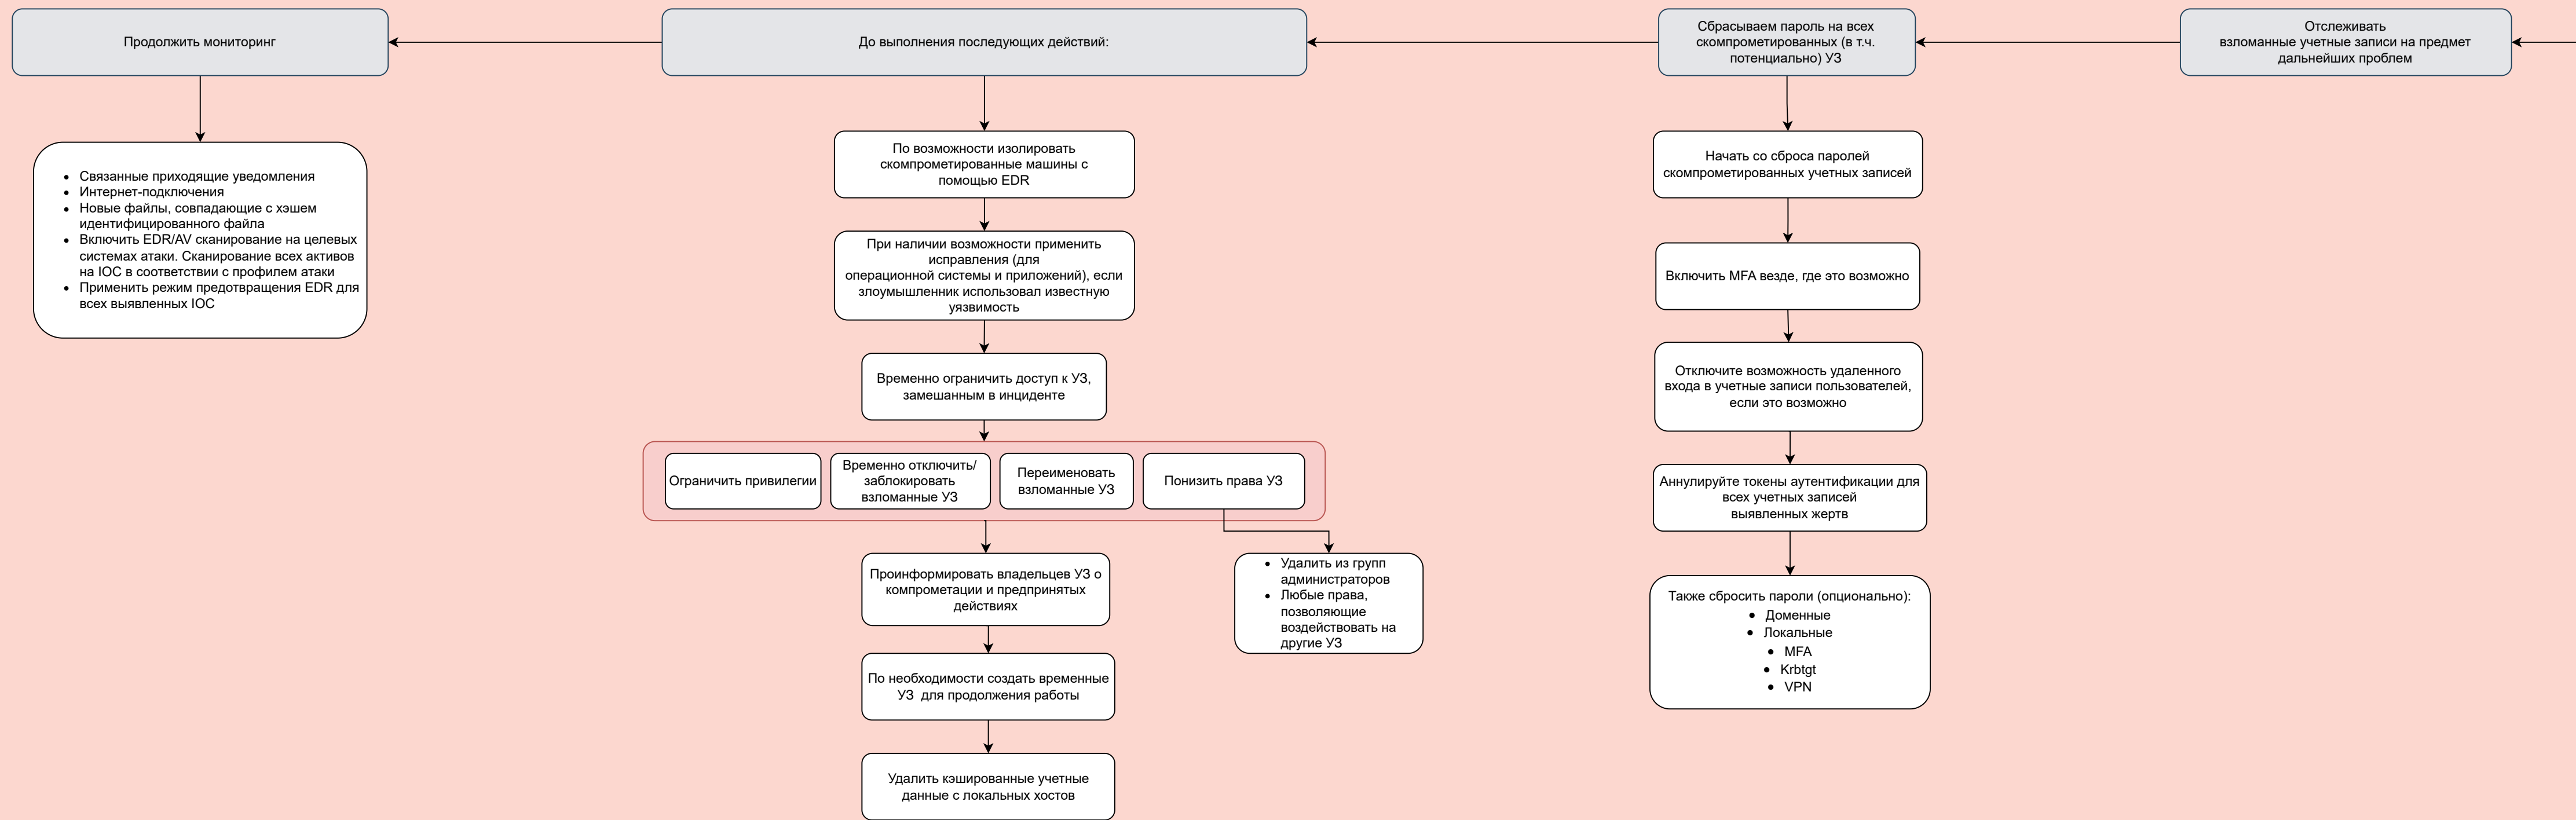 Продолжить мониторинг
До выполнения последующих действий:
Сбрасываем пароль на всех
скомпрометированных (в т.ч.
потенциально) УЗ
Отслеживать
взломанные учетные записи на предмет
дальнейших проблем
• Связанные приходящие уведомления
• Интернет-подключения
• Новые файлы, совпадающие с хэшем
идентифицированного файла
• Включить EDR/AV сканирование на целевых
системах атаки. Сканирование всех активов
на IOC в соответствии с профилем атаки
• Применить режим предотвращения EDR для
всех выявленных IOC
По возможности изолировать
скомпрометированные машины с
помощью EDR
При наличии возможности применить
исправления (для
операционной системы и приложений), если
злоумышленник использовал известную
уязвимость
Временно ограничить доступ к УЗ,
замешанным в инциденте
Ограничить привилегии
Временно отключить/
заблокировать
взломанные УЗ
Переименовать
взломанные УЗ
Понизить права УЗ
Проинформировать владельцев УЗ о
компрометации и предпринятых
действиях
• Удалить из групп
администраторов
• Любые права,
позволяющие
воздействовать на
другие УЗ
По необходимости создать временные
УЗ для продолжения работы
Удалить кэшированные учетные
данные с локальных хостов
Начать со сброса паролей
скомпрометированных учетных записей
Включить MFA везде, где это возможно
Отключите возможность удаленного
входа в учетные записи пользователей,
если это возможно
Аннулируйте токены аутентификации для
всех учетных записей
выявленных жертв
Также сбросить пароли (опционально):
• Доменные
• Локальные
• MFA
• Krbtgt
• VPN